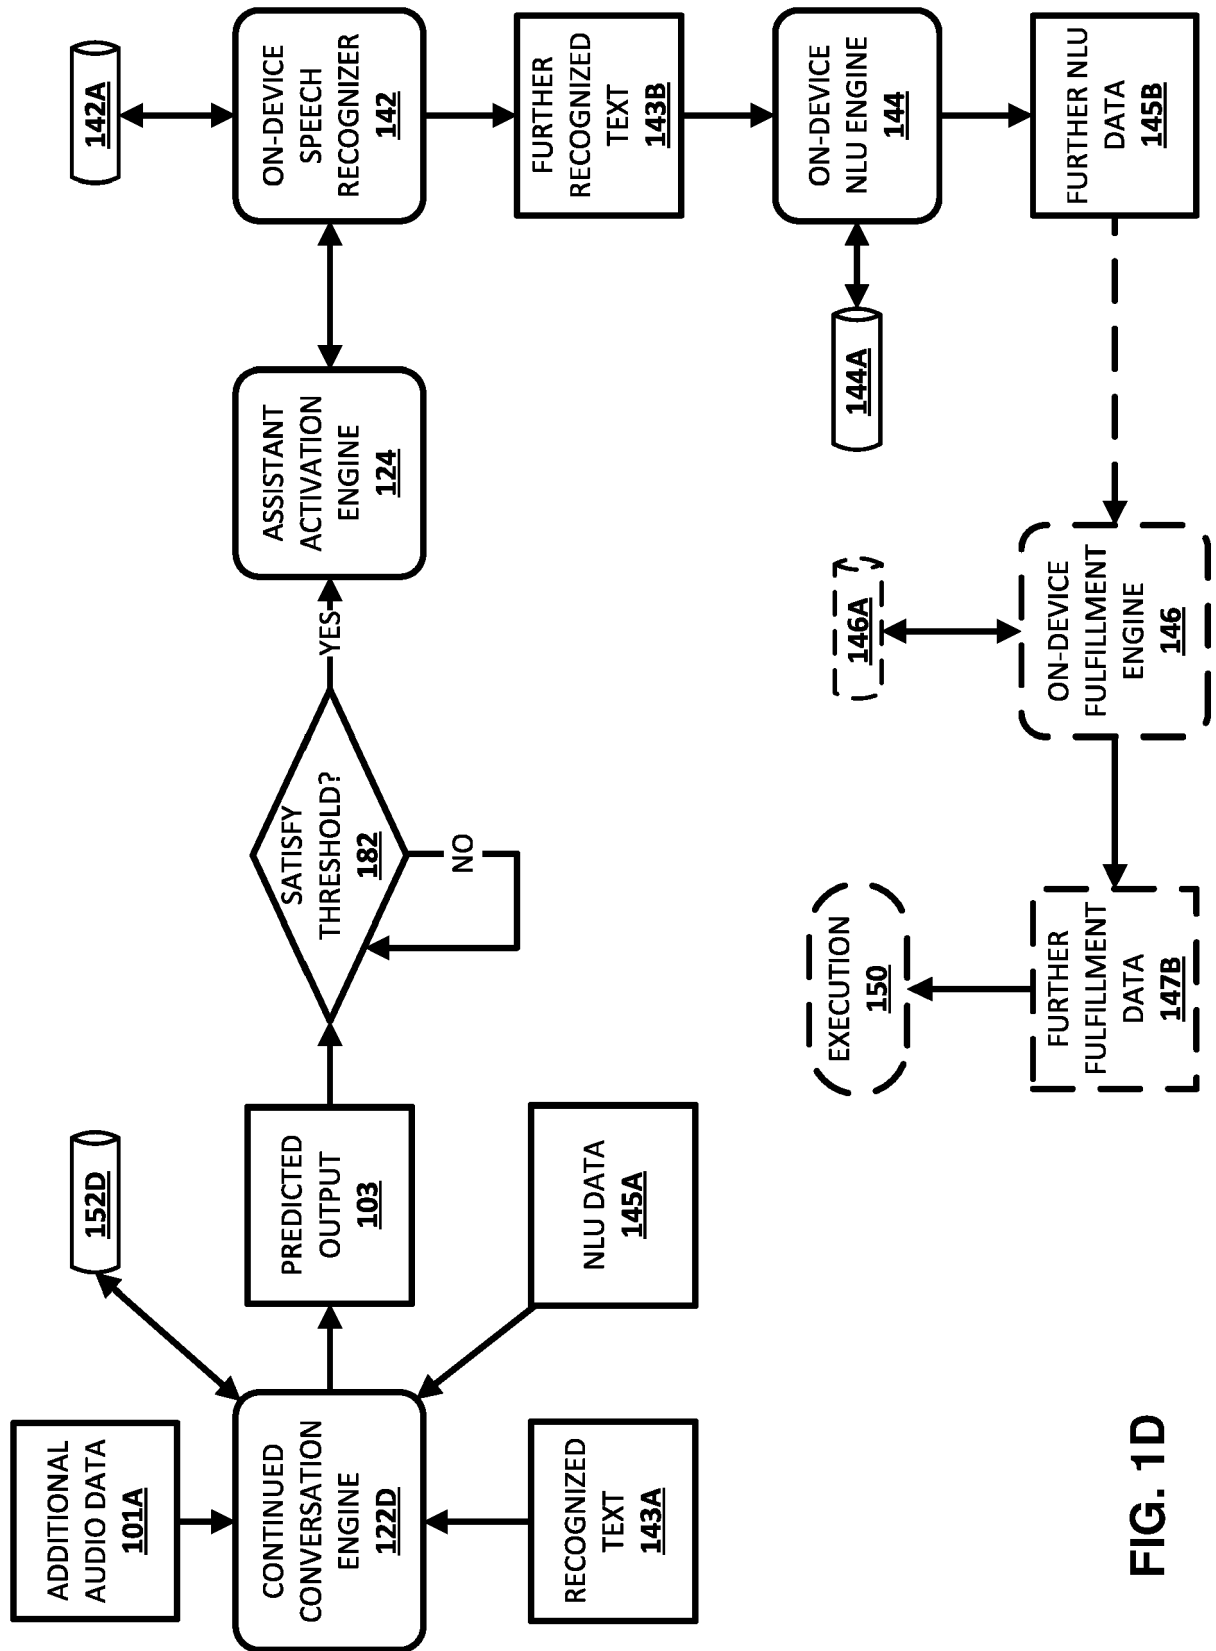 ADDITIONAL
AUDIO DATA
101A
152D
142A
CONTINUED
CONVERSATION
ENGINE
122D
PREDICTED
OUTPUT
103
SATISFY
THRESHOLD?
182
YES
NO
ASSISTANT
ACTIVATION
ENGINE
124
ON-DEVICE
SPEECH
RECOGNIZER
142
RECOGNIZED
TEXT
143A
NLU DATA
145A
FURTHER
RECOGNIZED
TEXT
143B
EXECUTION
150
146A
144A
ON-DEVICE
NLU ENGINE
144
FURTHER
FULFILLMENT
DATA
147B
ON-DEVICE
FULFILLMENT
ENGINE
146
FURTHER NLU
DATA
145B
FIG. 1D